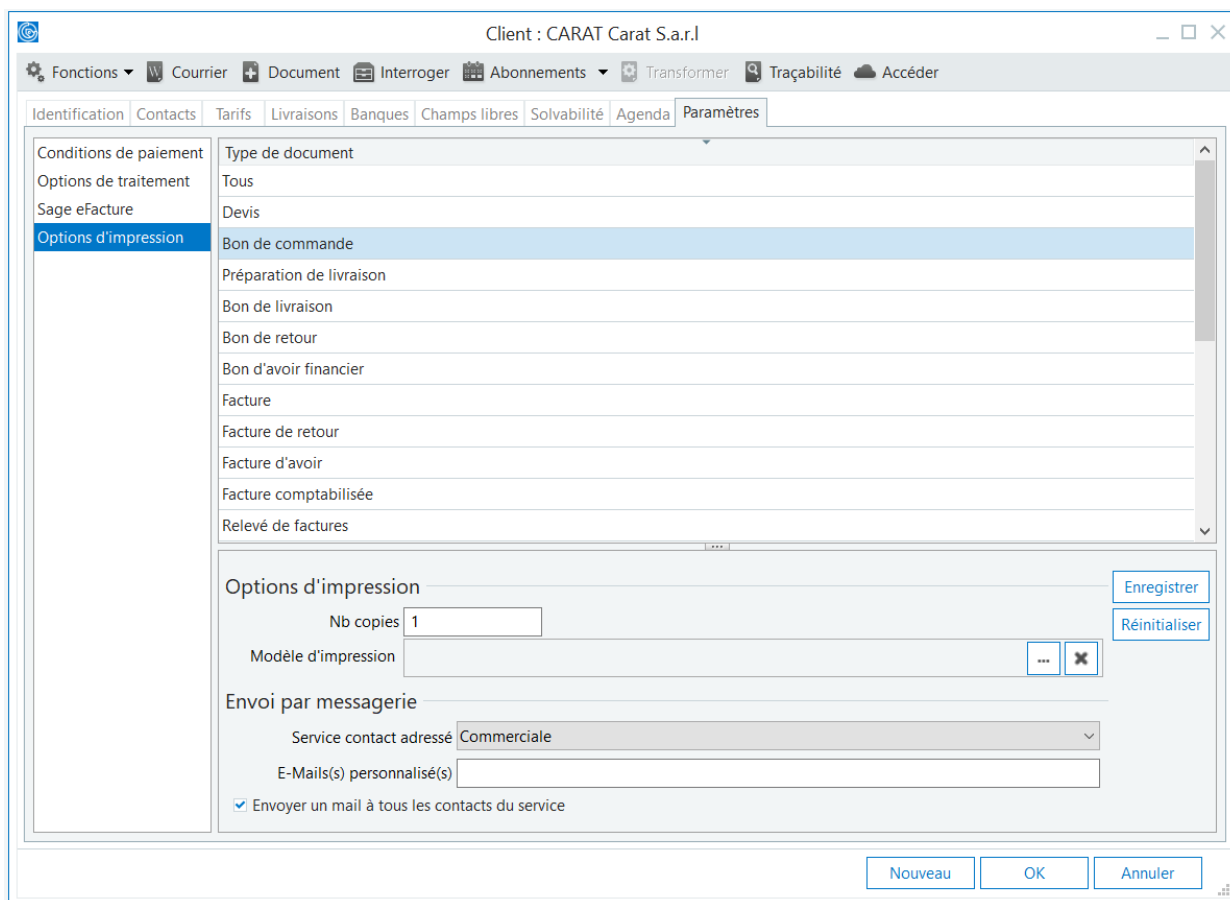 Client : CARAT Carat S.a.r.l
Fonctions Courrier Document Interroger Abonnements Transformer Traçabilité Accéder
Identification Contacts Tarifs Livraisons Banques Champs libres Solvabilité Agenda Paramètres
Conditions de paiement
Options de traitement
Sage eFacture
Options d'impression
Type de document
Tous
Devis
Bon de commande
Préparation de livraison
Bon de livraison
Bon de retour
Bon d'avoir financier
Facture
Facture de retour
Facture d'avoir
Facture comptabilisée
Relevé de factures
Options d'impression
Enregistrer
Nb copies 1
Réinitialiser
Modèle d'impression ...
Envoi par messagerie
Service contact adressé Commerciale
E-Mails(s) personnalisé(s)
Envoyer un mail à tous les contacts du service
Nouveau OK Annuler